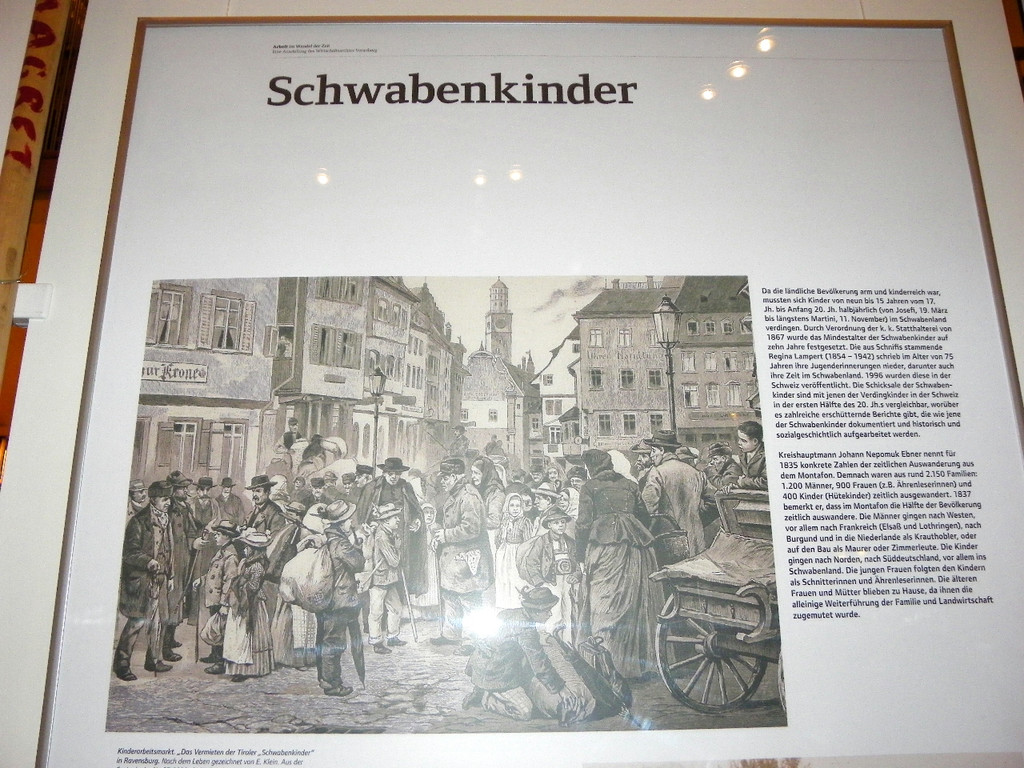 Arbeit im Wandel der Zeit
Eine Ausstellung des Wirtschaftsarchivs Vorarlberg
Schwabenkinder
zur Krone
Da die ländliche Bevölkerung arm und kinderreich war,
mussten sich Kinder von neun bis 15 Jahren vom 17.
Jh. bis Anfang 20. Jh. halbjährlich (von Josefi, 19. März
bis längstens Martini, 11. November) im Schwabenland
verdingen. Durch Verordnung der k. k. Statthalterei von
1867 wurde das Mindestalter der Schwabenkinder auf
zehn Jahre festgesetzt. Die aus Schnifis stammende
Regina Lampert (1854 – 1942) schrieb im Alter von 75
Jahren ihre Jugenderinnerungen nieder, darunter auch
ihre Zeit im Schwabenland. 1996 wurden diese in der
Schweiz veröffentlicht. Die Schicksale der Schwaben-
kinder sind mit jenen der Verdingkinder in der Schweiz
in der ersten Hälfte des 20. Jh.s vergleichbar, worüber
es zahlreiche erschütternde Berichte gibt, die wie jene
der Schwabenkinder dokumentiert und historisch und
sozialgeschichtlich aufgearbeitet werden.
Kreishauptmann Johann Nepomuk Ebner nennt für
1835 konkrete Zahlen der zeitlichen Auswanderung aus
dem Montafon. Demnach waren aus rund 2.150 Familien:
1.200 Männer, 900 Frauen (z.B. Ährenleserinnen) und
400 Kinder (Hütekinder) zeitlich ausgewandert. 1837
bemerkt er, dass im Montafon die Hälfte der Bevölkerung
zeitlich auswandere. Die Männer gingen nach Westen,
vor allem nach Frankreich (Elsaß und Lothringen), nach
Burgund und in die Niederlande als Krauthobler, oder
auf den Bau als Maurer oder Zimmerleute. Die Kinder
gingen nach Norden, nach Süddeutschland, vor allem ins
Schwabenland. Die jungen Frauen folgten den Kindern
als Schnitterinnen und Ährenleserinnen. Die älteren
Frauen und Mütter blieben zu Hause, da ihnen die
alleinige Weiterführung der Familie und Landwirtschaft
zugemutet wurde.
Kinderarbeitsmarkt. „Das Vermieten der Tiroler „Schwabenkinder"
in Ravensburg. Nach dem Leben gezeichnet von E. Klein. Aus der